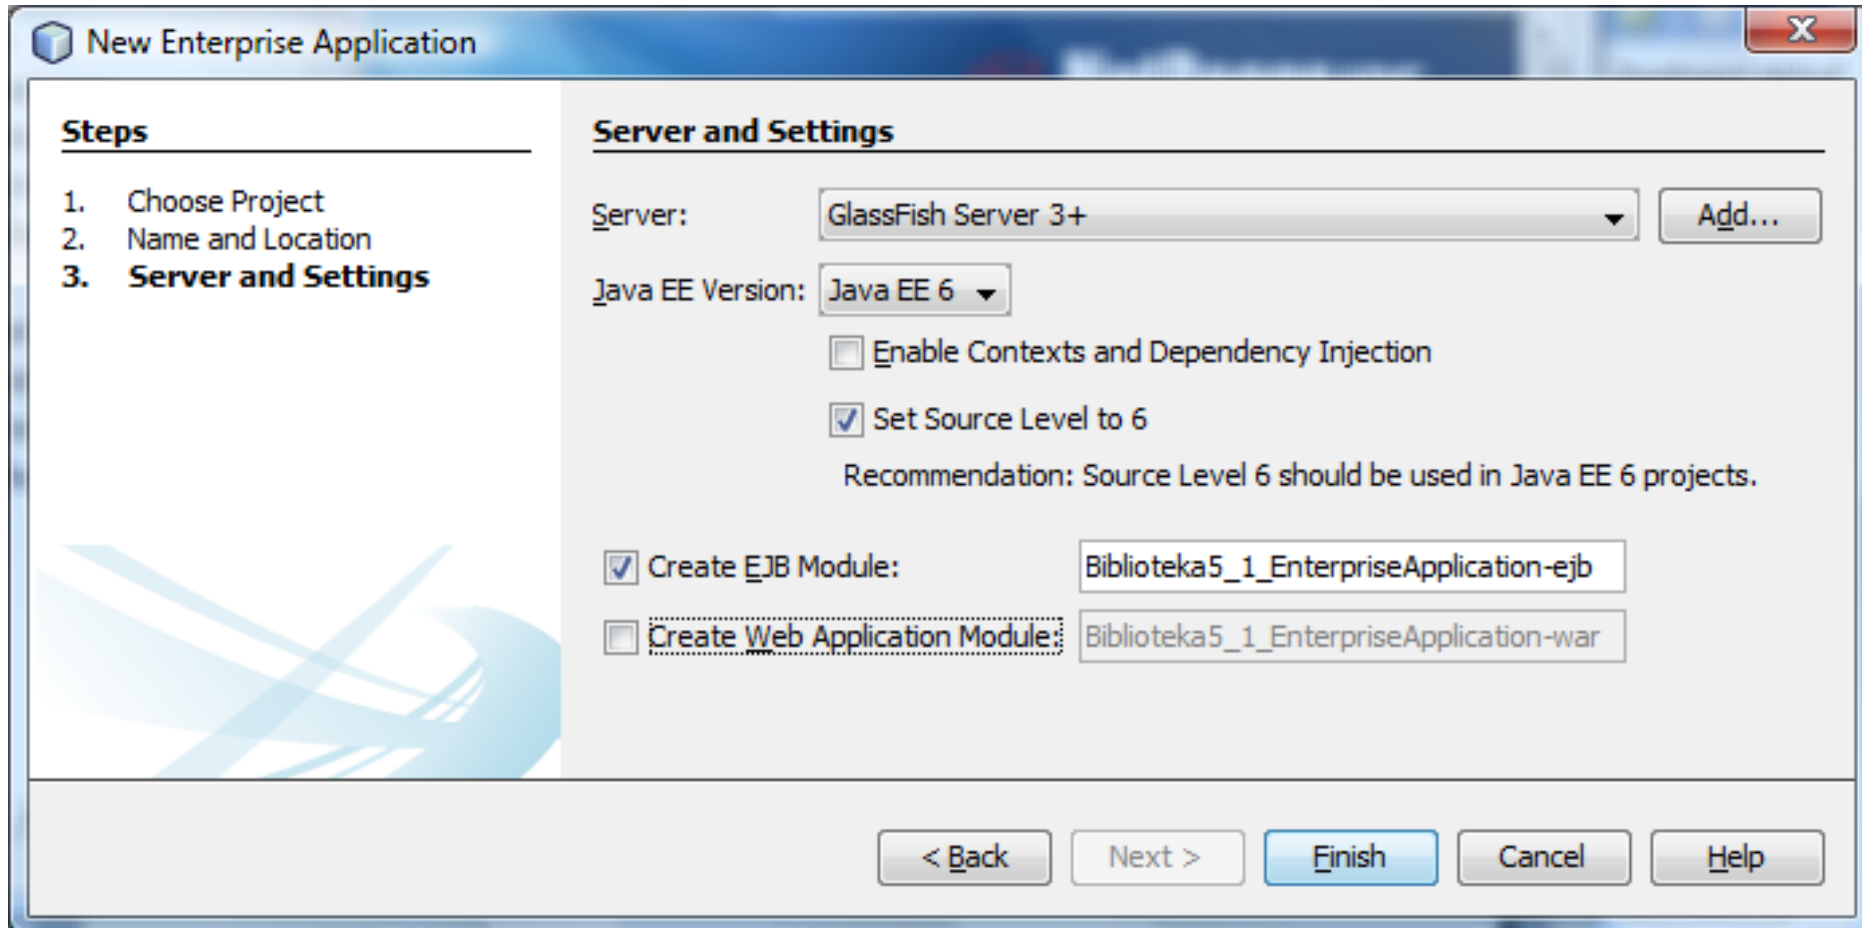 New Enterprise Application
Steps
1. Choose Project
2. Name and Location
3. Server and Settings
Server and Settings
Server: GlassFish Server 3+ Add...
Java EE Version: Java EE 6
Enable Contexts and Dependency Injection
Set Source Level to 6
Recommendation: Source Level 6 should be used in Java EE 6 projects.
Create EJB Module: Biblioteka5_1_EnterpriseApplication-ejb
Create Web Application Module: Biblioteka5_1_EnterpriseApplication-war
< Back Next > Finish Cancel Help